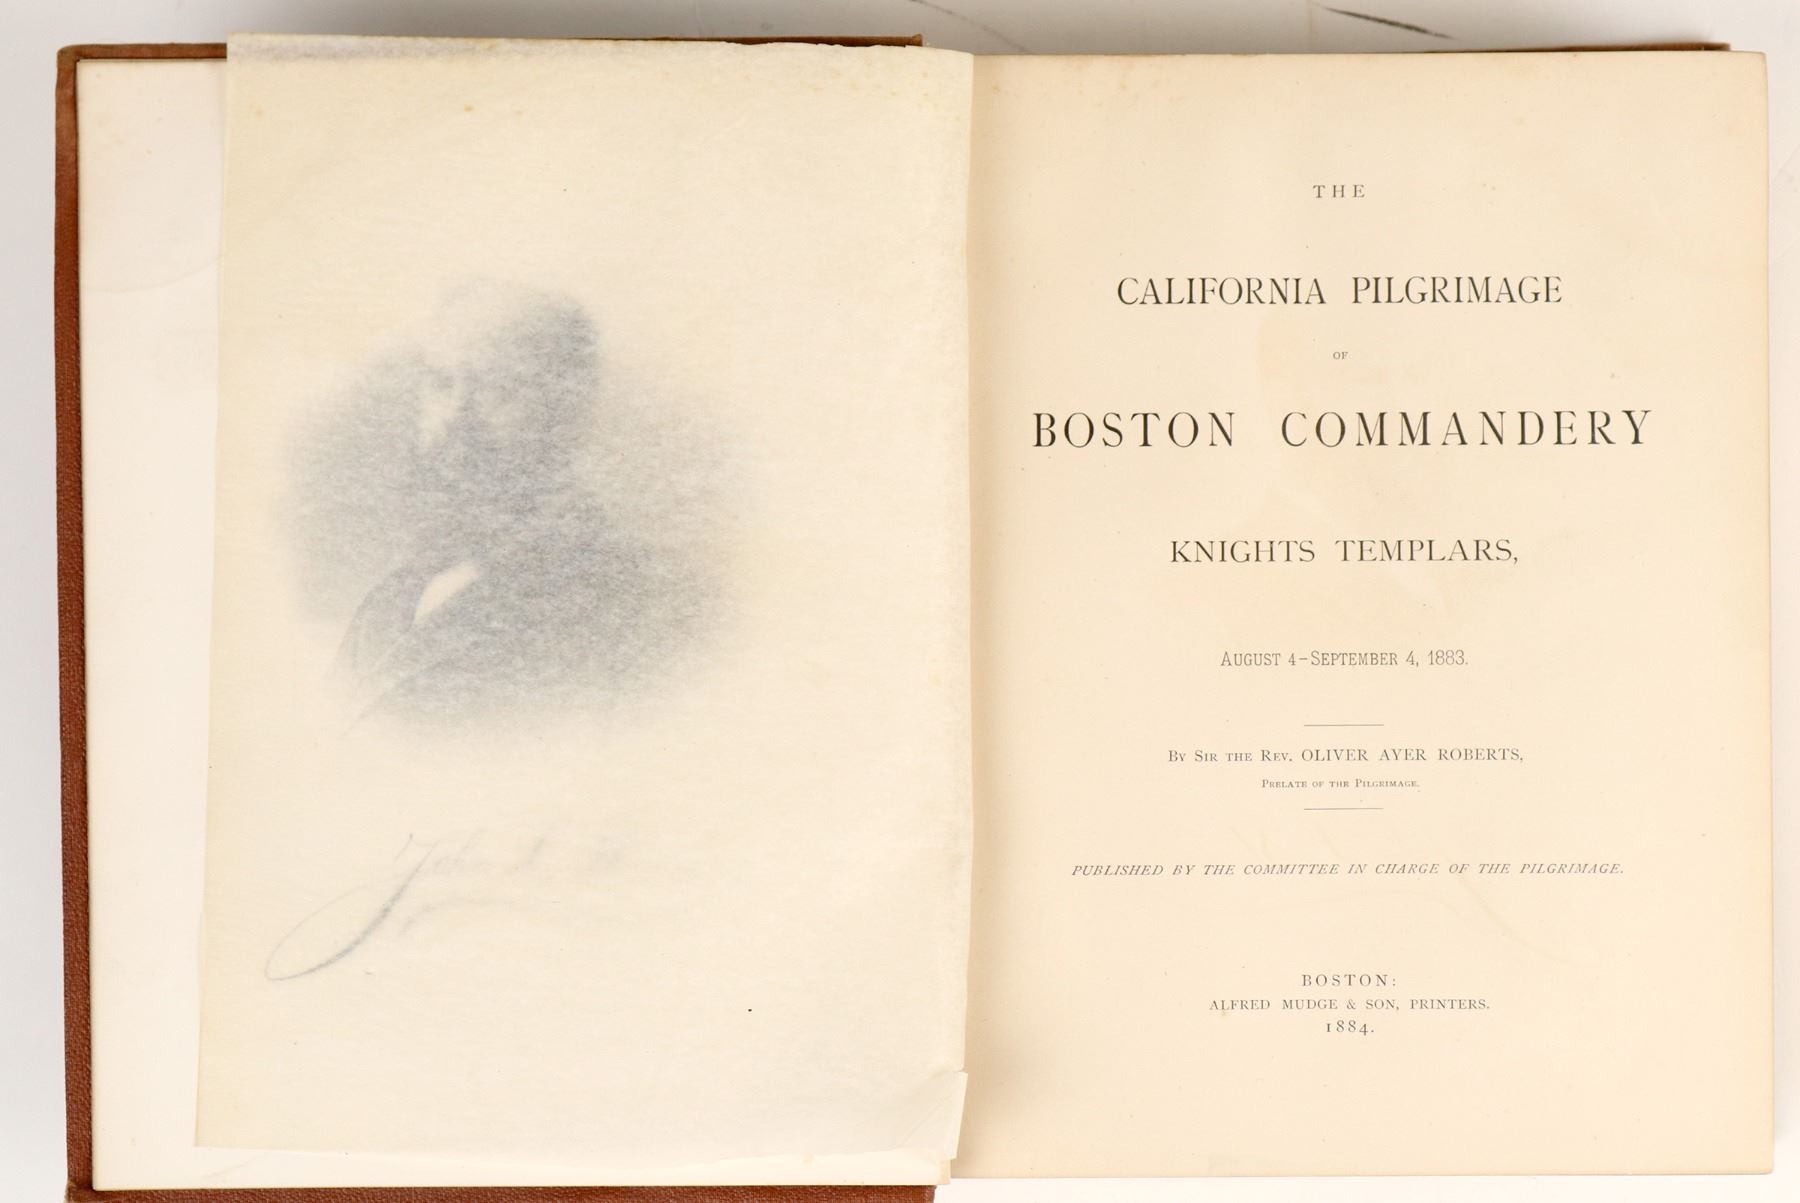 John
THE
CALIFORNIA PILGRIMAGE
OF
BOSTON COMMANDERY
KNIGHTS TEMPLARS,
AUGUST 4–SEPTEMBER 4, 1883.
BY SIR THE REV. OLIVER AYER ROBERTS,
PRELATE OF THE PILGRIMAGE.
PUBLISHED BY THE COMMITTEE IN CHARGE OF THE PILGRIMAGE.
BOSTON:
ALFRED MUDGE & SON, PRINTERS.
1884.